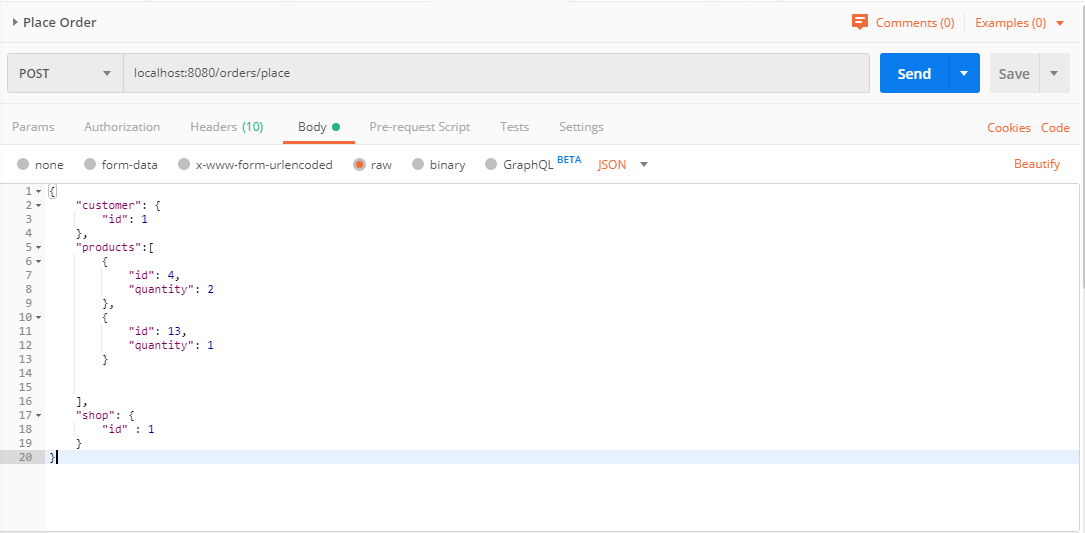 Place Order
Comments (0) Examples (0)
POST localhost:8080/orders/place Send Save
Params Authorization Headers (10) Body Pre-request Script Tests Settings Cookies Code
none form-data x-www-form-urlencoded raw binary GraphQL BETA JSON Beautify
1 {
2 "customer": {
3 "id": 1
4 },
5 "products":[
6 {
7 "id": 4,
8 "quantity": 2
9 },
10 {
11 "id": 13,
12 "quantity": 1
13 }
14
15
16 ],
17 "shop": {
18 "id" : 1
19 }
20 }